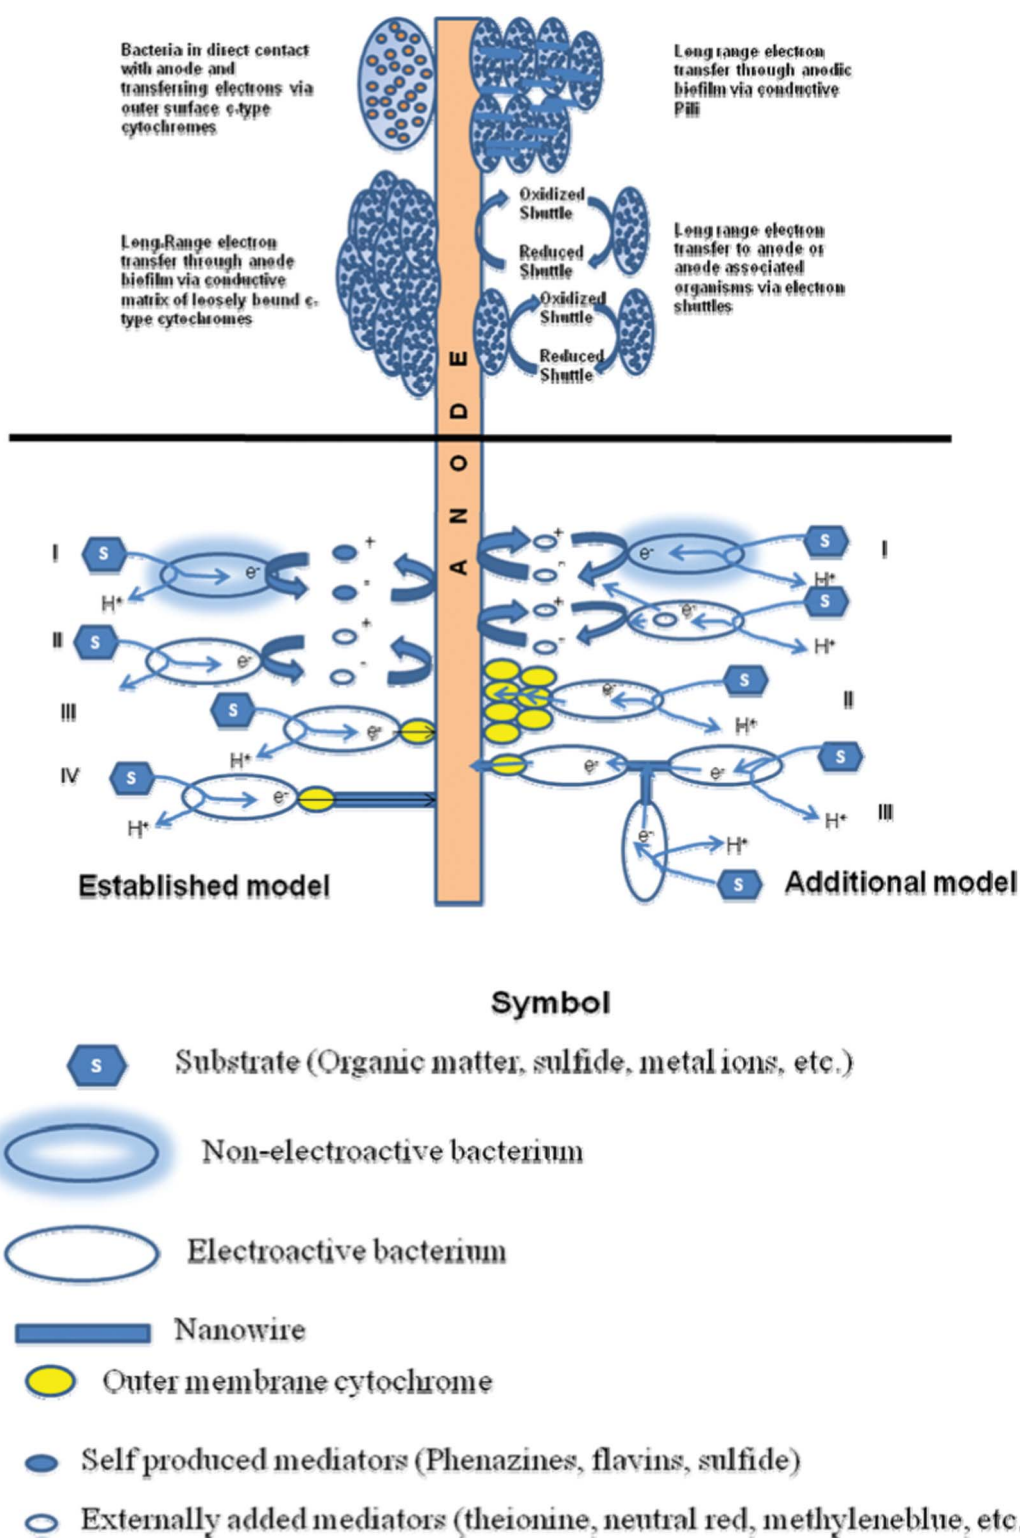 Bacteria in direct contact
with anode and
transferring electrons via
outer surface c-type
cytochromes
Long range electron
transfer through anodic
biofilm via conductive
Pili
Long-Range electron
transfer through anode
biofilm via conductive
matrix of loosely bound c-
type cytochromes
Oxidized
Shuttle
Reduced
Shuttle
Oxidized
Shuttle
Reduced
Shuttle
Long range electron
transfer to anode or
anode associated
organisms via electron
shuttles
ANODE
I
S
e-
H+
+
-
II
S
e-
+
-
III
S
e-
H+
IV
S
e-
H+
Established model
+
-
e-
S
I
H+
+
-
e-
S
H+
e-
S
II
H+
e-
e-
S
H+
III
e-
H+
S
Additional model
Symbol
S
Substrate (Organic matter, sulfide, metal ions, etc.)
Non-electroactive bacterium
Electroactive bacterium
Nanowire
Outer membrane cytochrome
Self produced mediators (Phenazines, flavins, sulfide)
Externally added mediators (theionine, neutral red, methyleneblue, etc